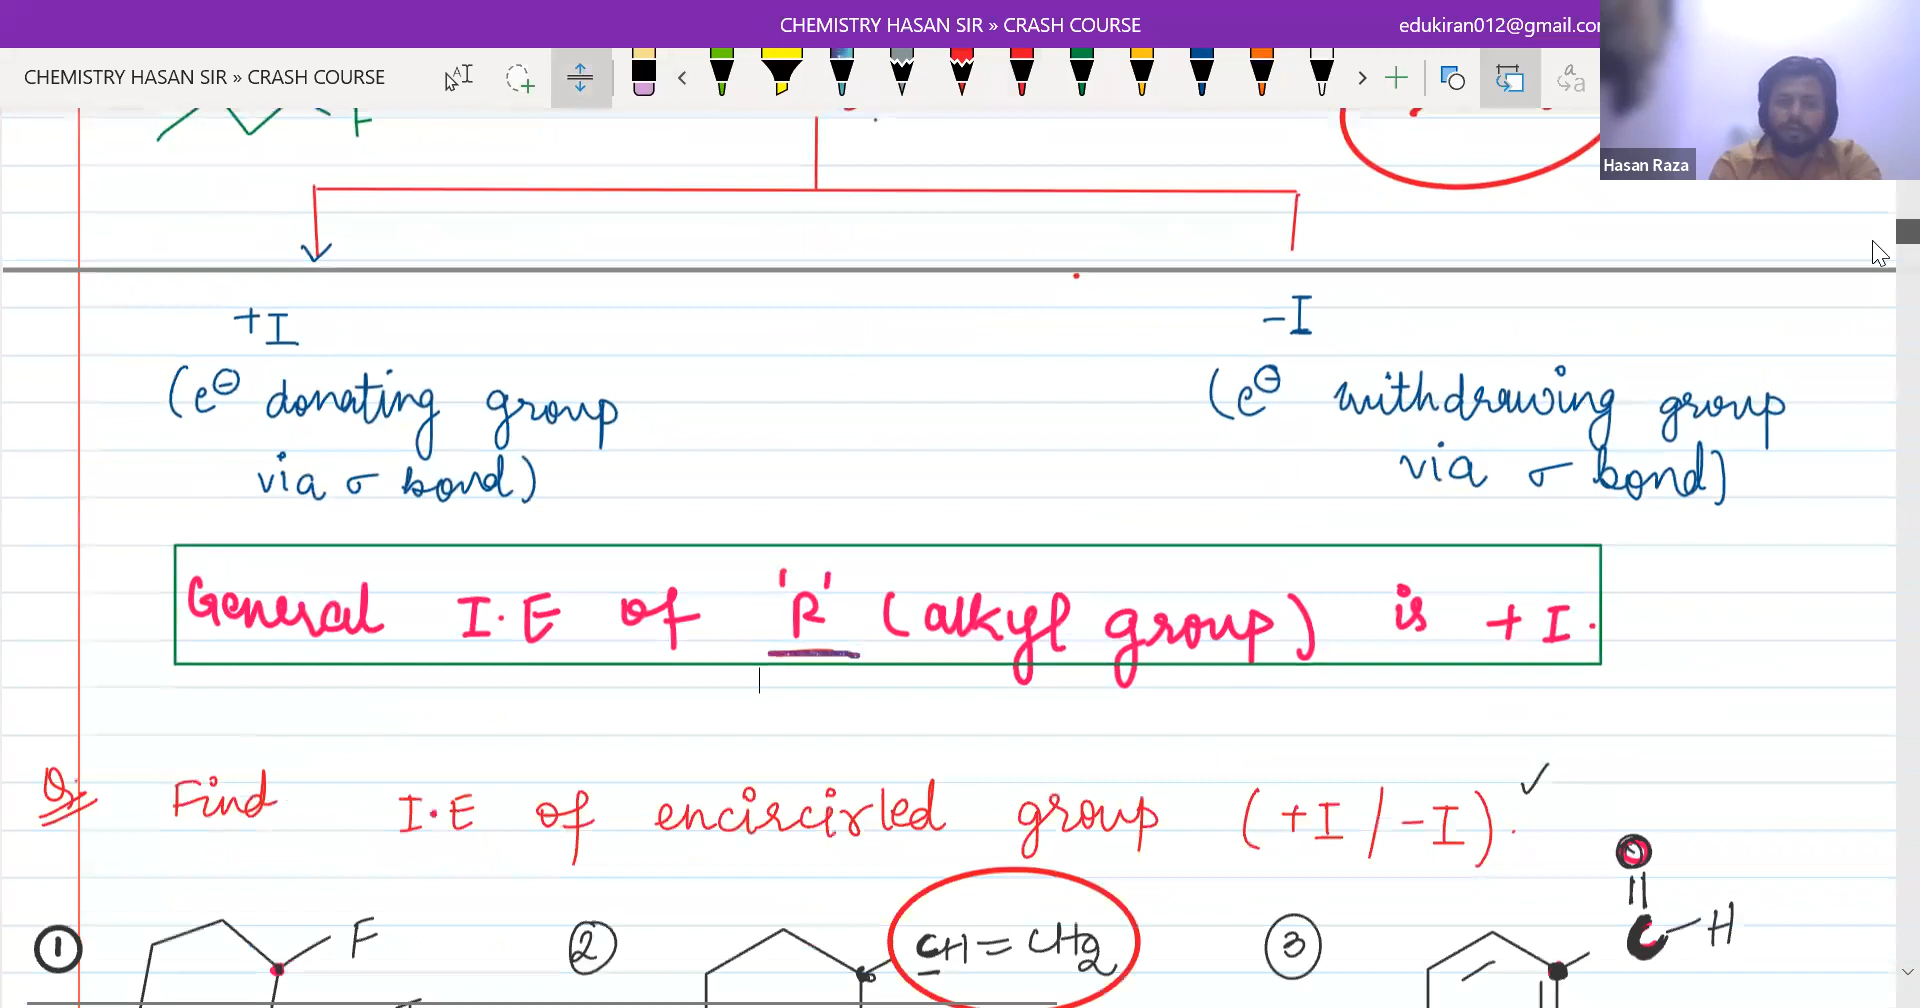 CHEMISTRY HASAN SIR » CRASH COURSE
edukiran012@gmail.co
CHEMISTRY HASAN SIR » CRASH COURSE
Hasan Raza
F
+I
-I
(e⊖ donating group
via σ bond)
(e⊖ withdrawing group
via σ bond)
General I.E of 'R' (alkyl group) is + I.
Q: Find I.E of encircirled group (+I / -I). ✓
O
|| 
① F ② CH = CH2 ③ C-H